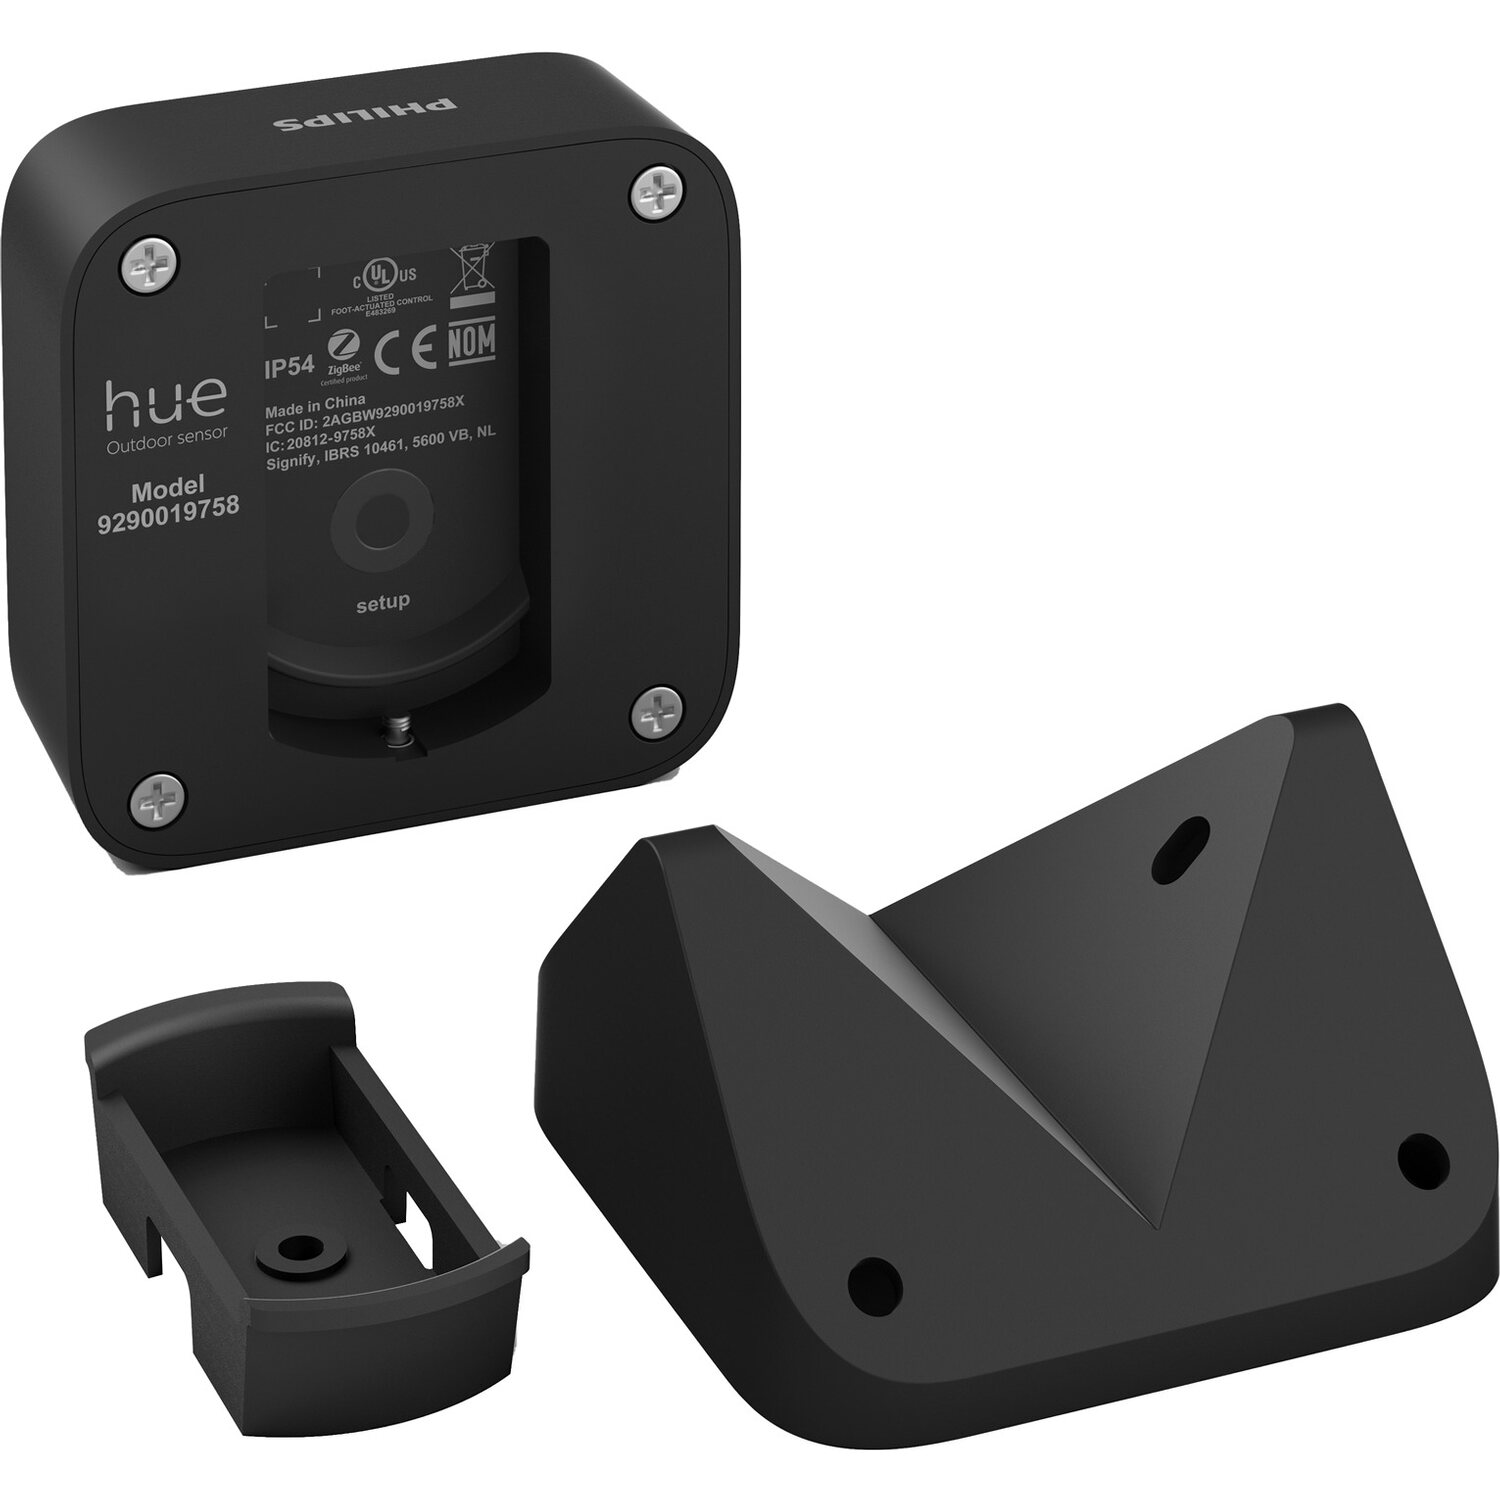 PHILIPS
c UL US
LISTED
FOOT-ACTUATED CONTROL
E483269
IP54
ZigBee
Certified product
CE
NOM
hue
Outdoor sensor
Model
9290019758
Made in China
FCC ID: 2AGBW9290019758X
IC: 20812-9758X
Signify, IBRS 10461, 5600 VB, NL
setup